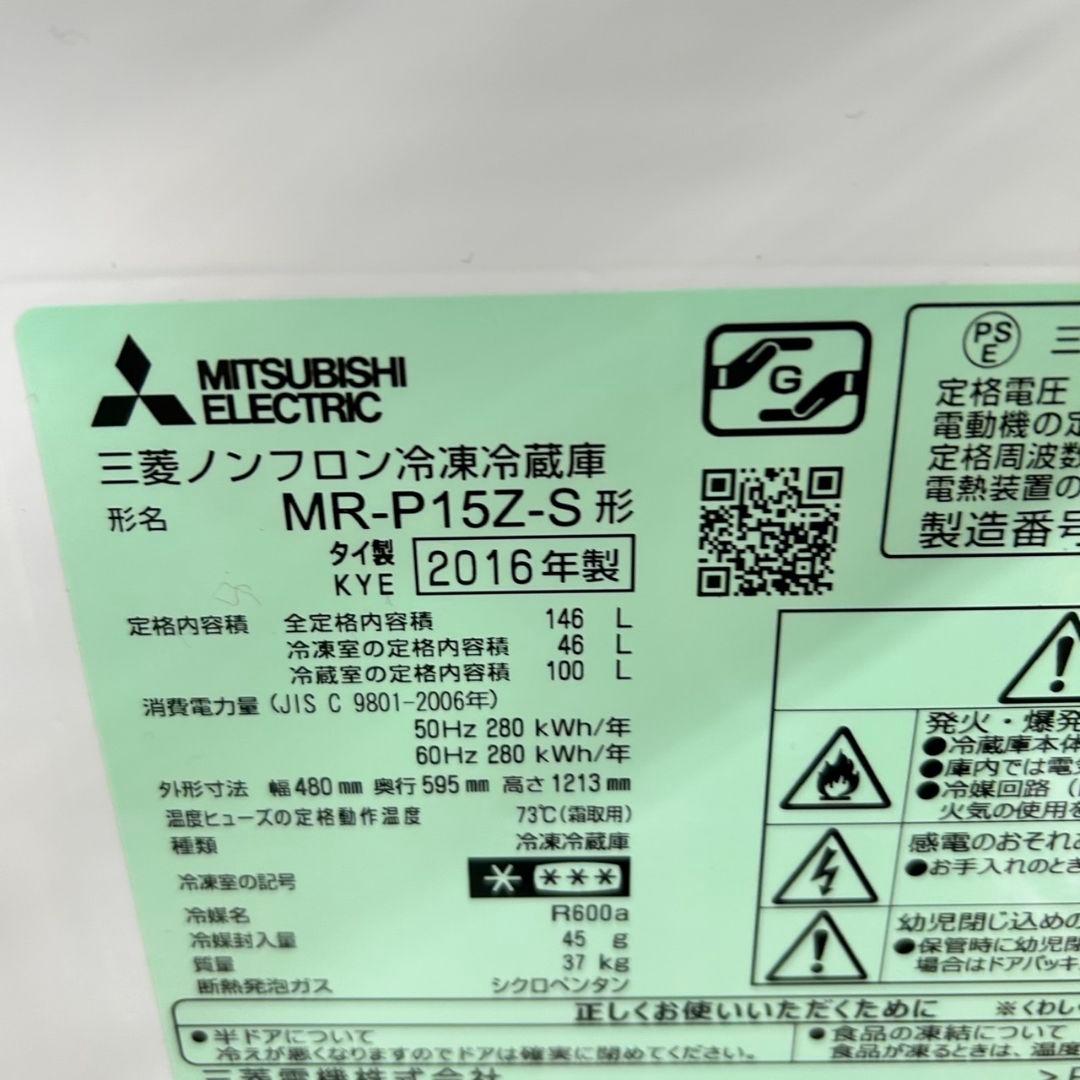 MITSUBISHI
ELECTRIC
三菱ノンフロン冷凍冷蔵庫
形名 MR-P15Z-S 形
タイ製
KYE
2016年製
定格内容積 全定格内容積 146 L
冷凍室の定格内容積 46 L
冷蔵室の定格内容積 100 L
消費電力量 (JIS C 9801-2006年)
50Hz 280 kWh/年
60Hz 280 kWh/年
外形寸法 幅480mm 奥行595mm 高さ1213mm
温度ヒューズの定格動作温度 73℃(霜取用)
種類 冷凍冷蔵庫
冷凍室の記号 * ***
冷媒名 R600a
冷媒封入量 45 g
質量 37 kg
断熱発泡ガス シクロペンタン
G
PS
E
三
定格電圧
電動機の定
定格周波数
電熱装置の
製造番号
発火・爆発
●冷蔵庫本体
●庫内では電気
●冷媒回路(
火気の使用を
感電のおそれ
●お手入れのとき
幼児閉じ込めの
●保管時に幼児閉
場合はドアパッキ
正しくお使いいただくために ※くわし
●半ドアについて
冷えが悪くなりますのでドアは確実に閉めてください。
●食品の凍結について
食品が凍るときは、温度
三菱電機株式会社